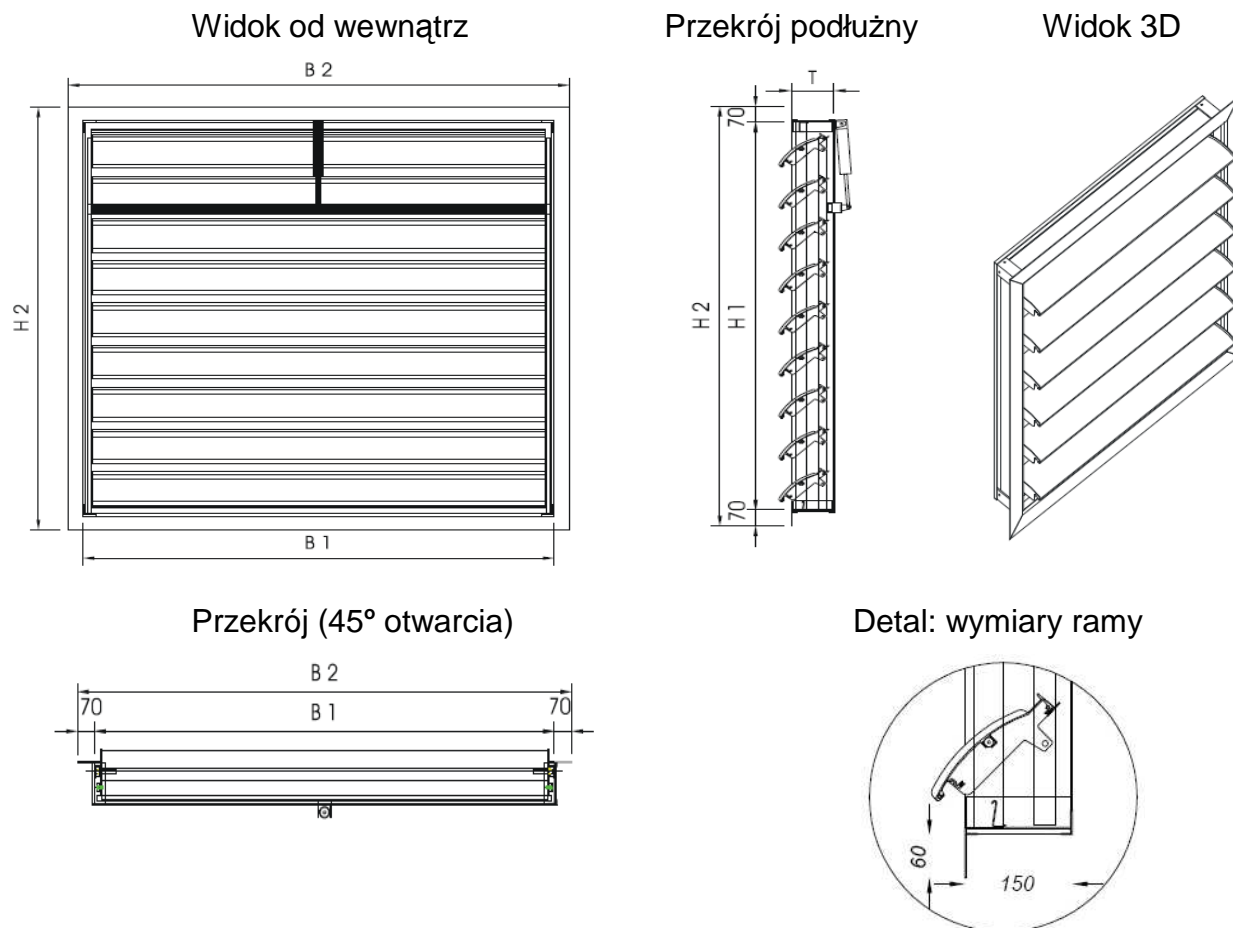 Widok od wewnątrz
Przekrój podłużny
Widok 3D
B 2
H 2
B 1
T
70
H 2
H 1
70
Przekrój (45º otwarcia)
B 2
70
B 1
70
Detal: wymiary ramy
60
150